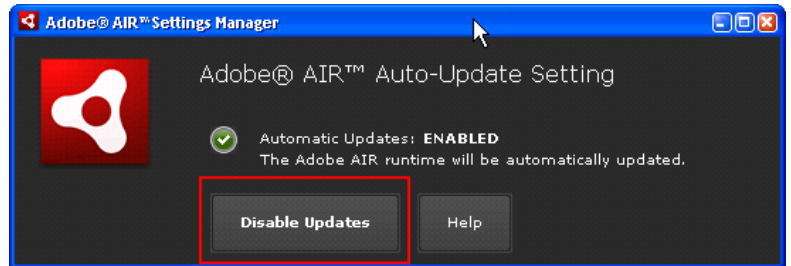 Adobe® AIR™ Settings Manager
Adobe® AIR™ Auto-Update Setting
Automatic Updates: ENABLED
The Adobe AIR runtime will be automatically updated.
Disable Updates
Help